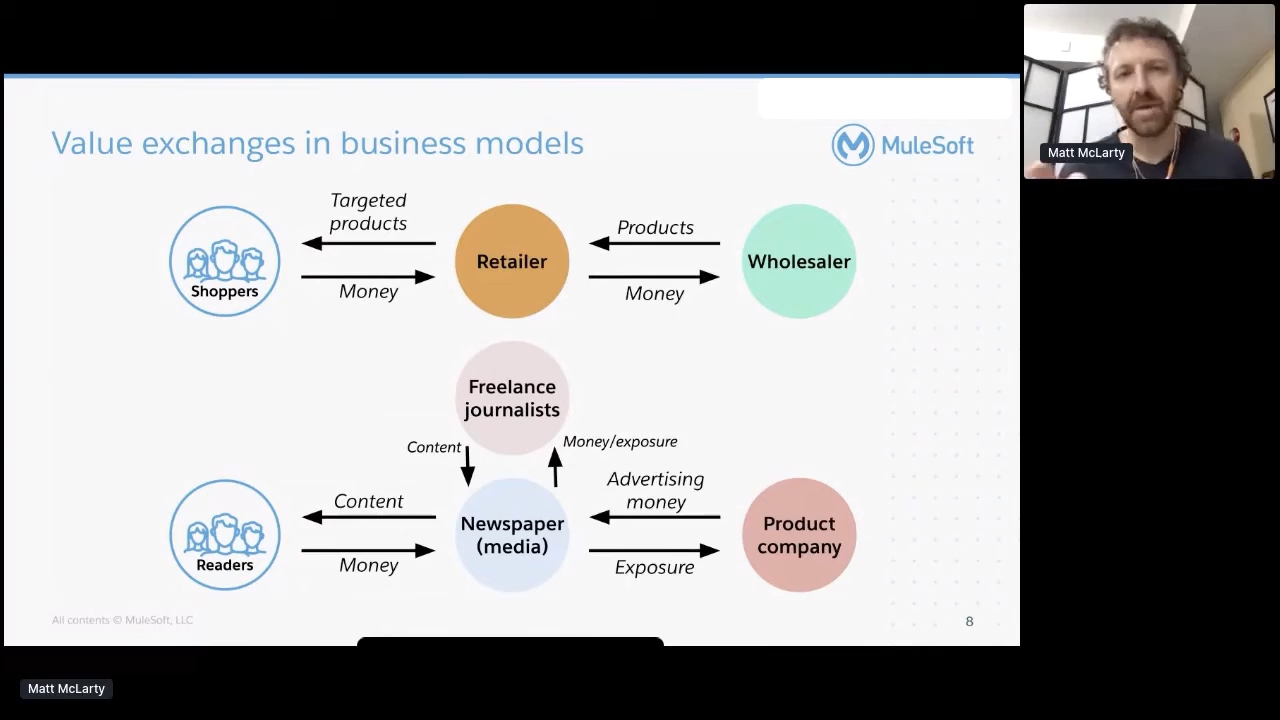 Matt McLarty
Value exchanges in business models
MuleSoft
Targeted
products
Products
Retailer
Wholesaler
Shoppers
Money
Money
Freelance
journalists
Content
Money/exposure
Advertising
money
Content
Newspaper
(media)
Product
company
Readers
Money
Exposure
All contents © MuleSoft, LLC
8
Matt McLarty